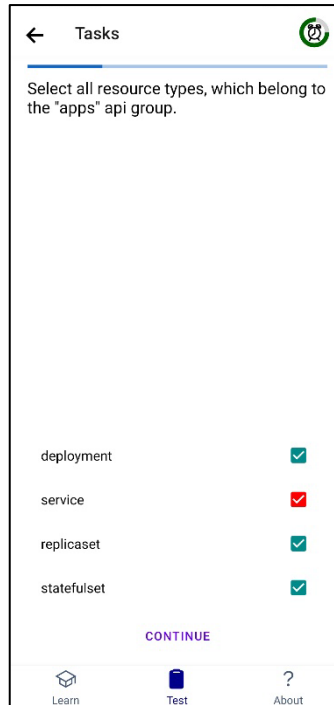 Tasks
Select all resource types, which belong to
the "apps" api group.
deployment
service
replicaset
statefulset
CONTINUE
Learn
Test
?
About